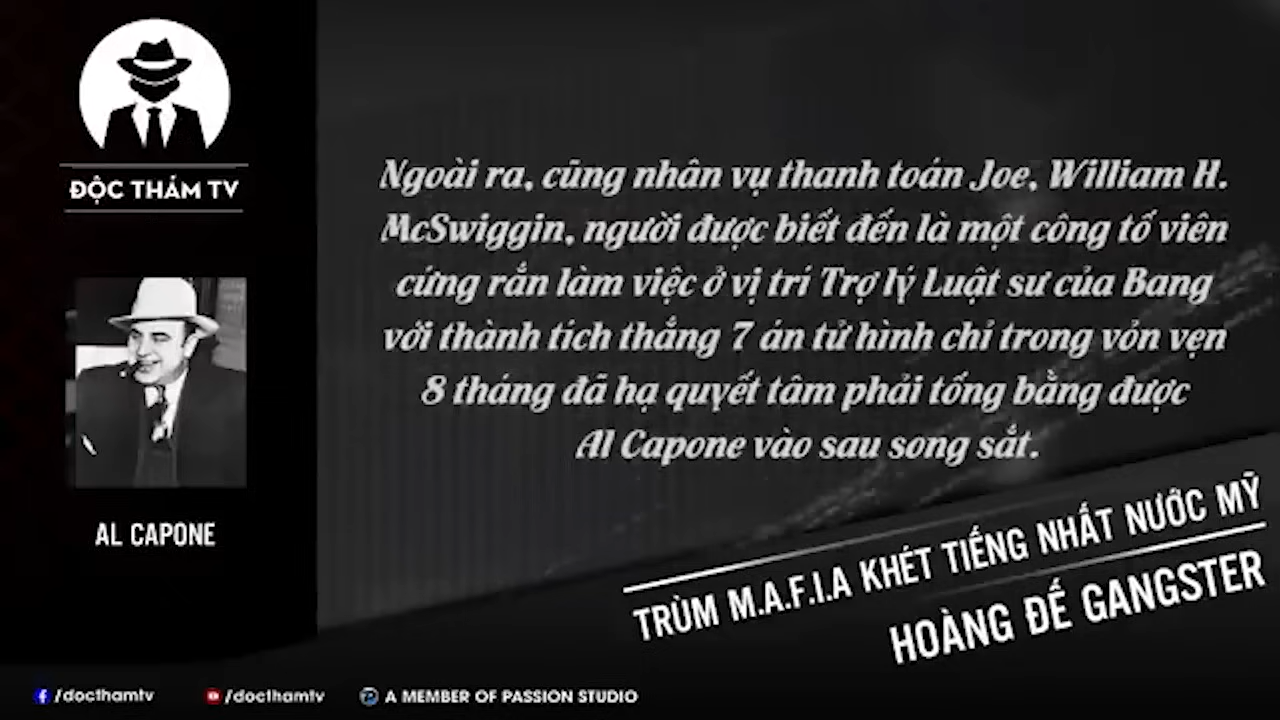 ĐỘC THÁM TV
AL CAPONE
Ngoài ra, cũng nhân vụ thanh toán Joe, William H.
McSwiggin, người được biết đến là một công tố viên
cứng rắn làm việc ở vị trí Trợ lý Luật sư của Bang
với thành tích thắng 7 án tử hình chỉ trong vỏn vẹn
8 tháng đã hạ quyết tâm phải tống bằng được
Al Capone vào sau song sắt.
TRÙM M.A.F.I.A KHÉT TIẾNG NHẤT NƯỚC MỸ
HOÀNG ĐẾ GANGSTER
/docthamtv
/docthamtv
A MEMBER OF PASSION STUDIO